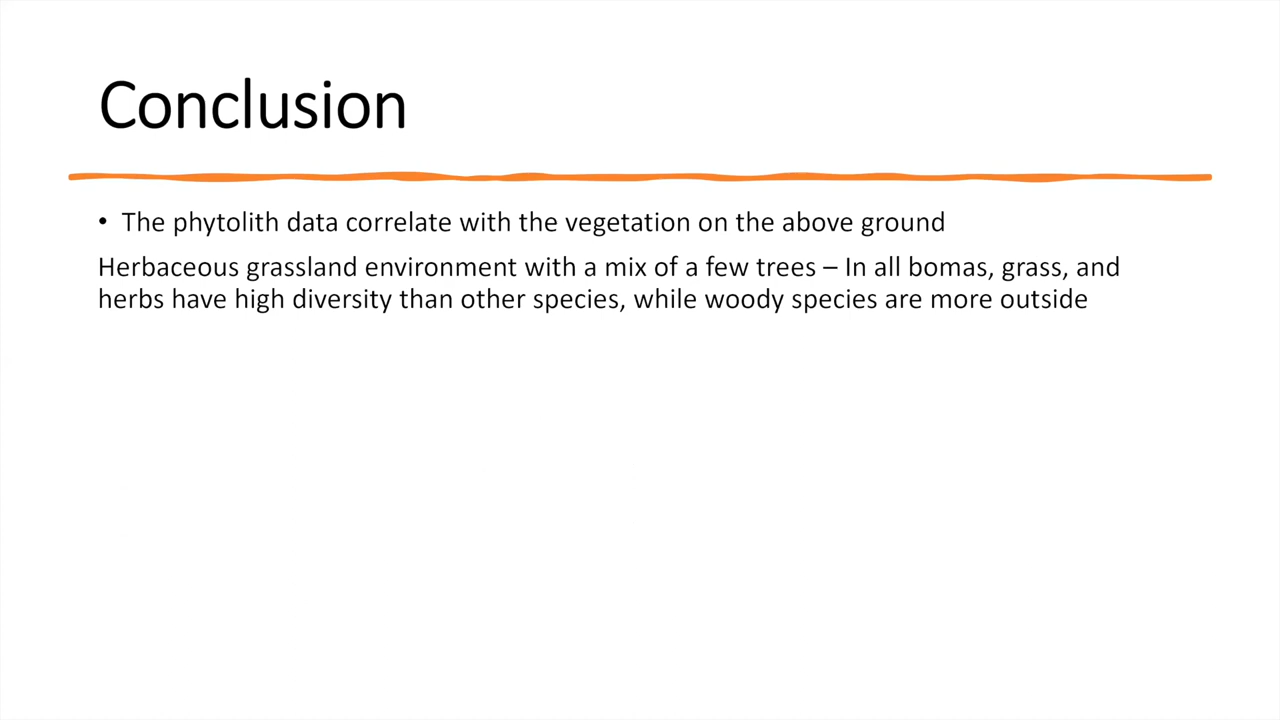 Conclusion
• The phytolith data correlate with the vegetation on the above ground
Herbaceous grassland environment with a mix of a few trees – In all bomas, grass, and
herbs have high diversity than other species, while woody species are more outside